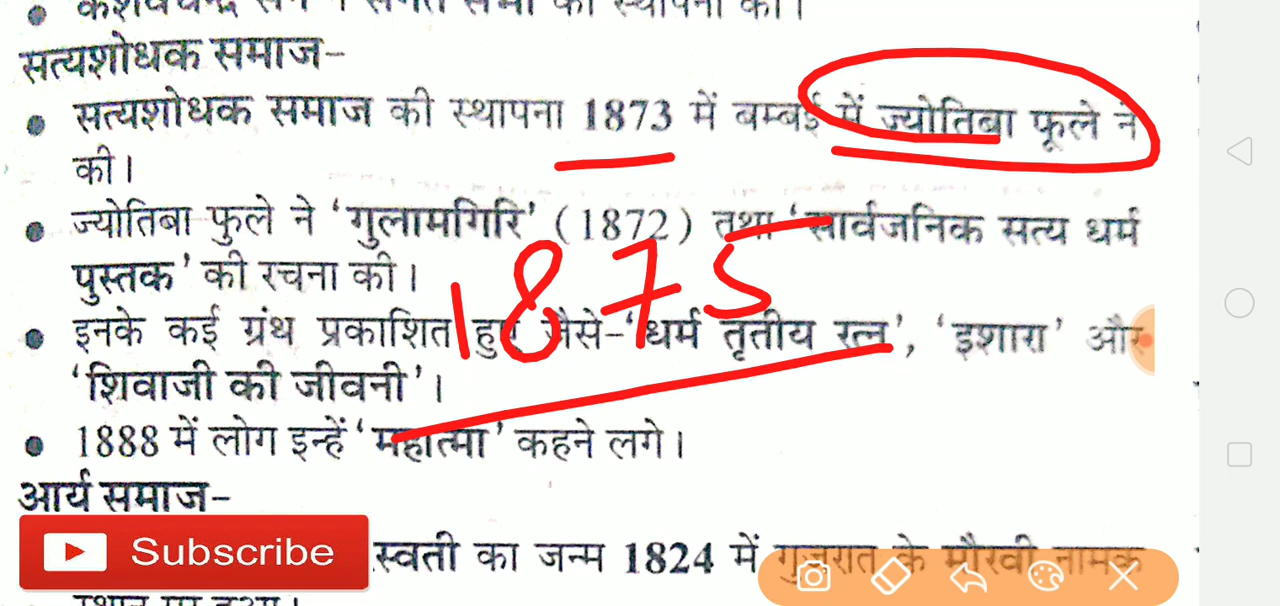 सत्यशोधक समाज-
● सत्यशोधक समाज की स्थापना 1873 में बम्बई में ज्योतिबा फूले ने
की।
● ज्योतिबा फुले ने 'गुलामगिरि' (1872) तथा 'सार्वजनिक सत्य धर्म
पुस्तक' की रचना की।
1875
● इनके कई ग्रंथ प्रकाशित हुए जैसे-'धर्म तृतीय रत्न', 'इशारा' और
'शिवाजी की जीवनी'।
● 1888 में लोग इन्हें 'महात्मा' कहने लगे।
आर्य समाज-
Subscribe
स्वती का जन्म 1824 में गुजरात के मौरवी नामक